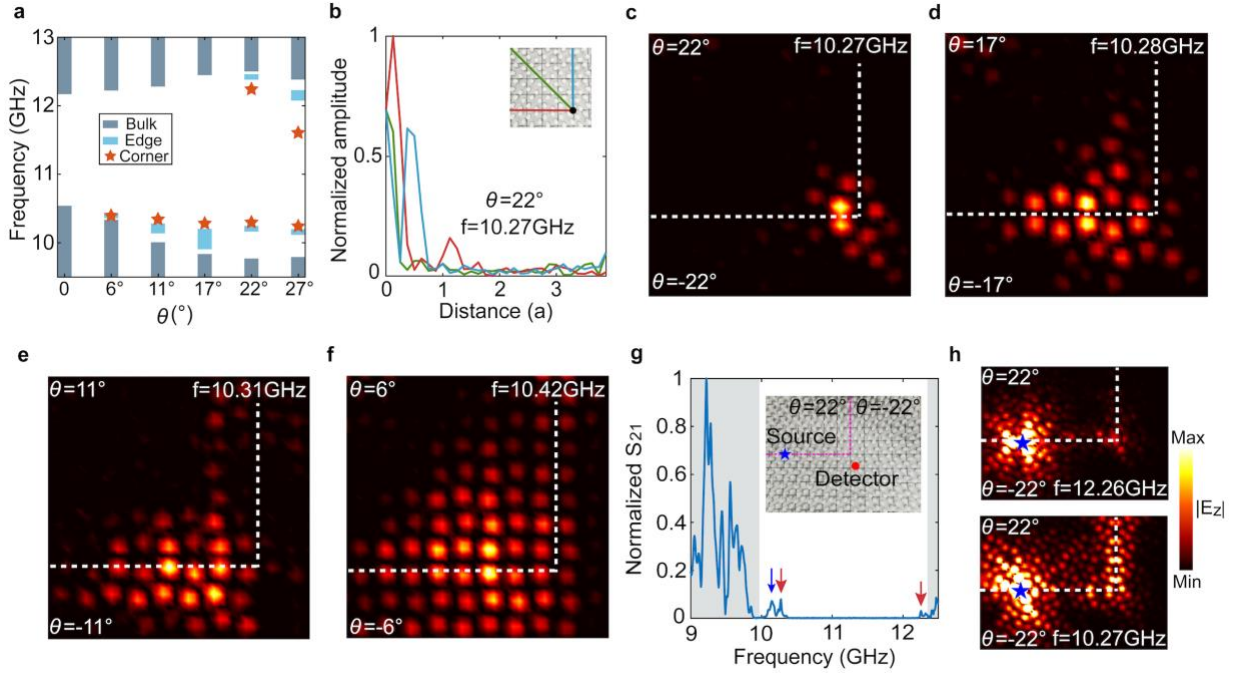 a
13
12
11
10
Frequency (GHz)
Bulk
Edge
Corner
0 6° 11° 17° 22° 27°
θ(°)
b
1
0.5
0
Normalized amplitude
θ=22°
f=10.27GHz
0 1 2 3
Distance (a)
c
θ=22° f=10.27GHz
θ=-22°
d
θ=17° f=10.28GHz
θ=-17°
e
θ=11° f=10.31GHz
θ=-11°
f
θ=6° f=10.42GHz
θ=-6°
g
1
0.8
0.6
0.4
0.2
0
Normalized S21
θ=22° θ=-22°
Source
Detector
9 10 11 12
Frequency (GHz)
h
θ=22°
θ=-22° f=12.26GHz
θ=22°
θ=-22° f=10.27GHz
Max
|Ez|
Min